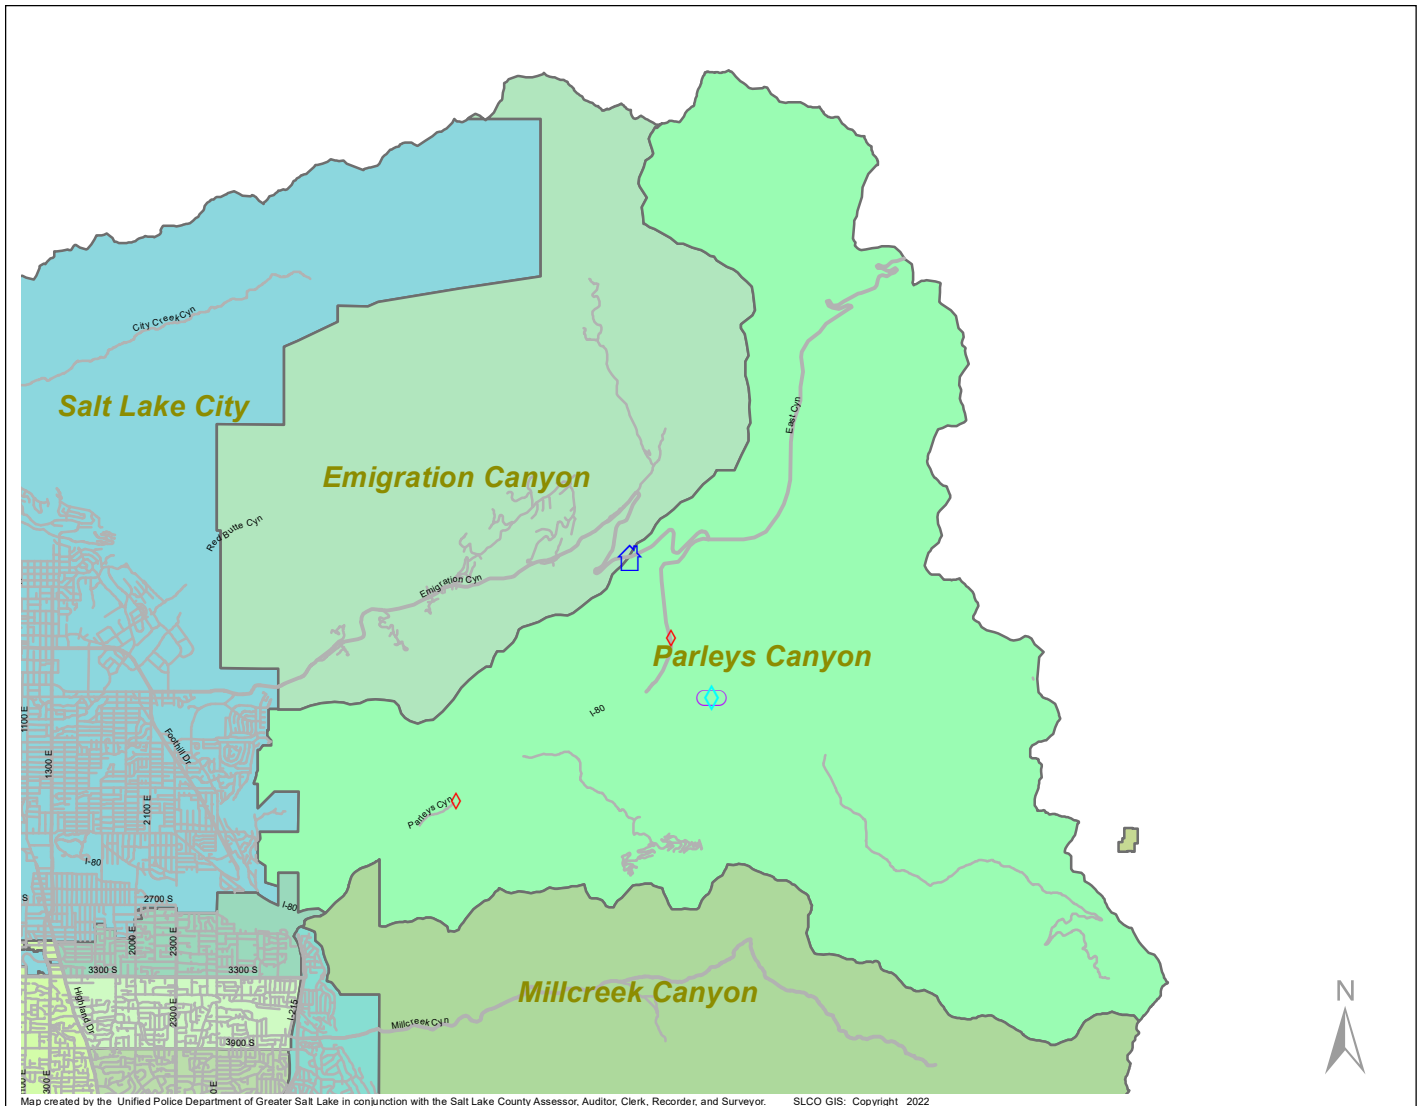 City Creek Cyn
Salt Lake City
East Cyn
Emigration Canyon
Red Butte Cyn
Emigration Cyn
Parleys Canyon
I-80
1100 E
1300 E
Foothill Dr
2100 E
Parleys Cyn
I-80
S
2700 S
I-80
2000 E
2300 E
3300 S
3300 S
Highland Dr
2300 E
I-215
Millcreek Canyon
Millcreek Cyn
3900 S
N
Map created by the Unified Police Department of Greater Salt Lake in conjunction with the Salt Lake County Assessor, Auditor, Clerk, Recorder, and Surveyor. SLCO GIS: Copyright 2022